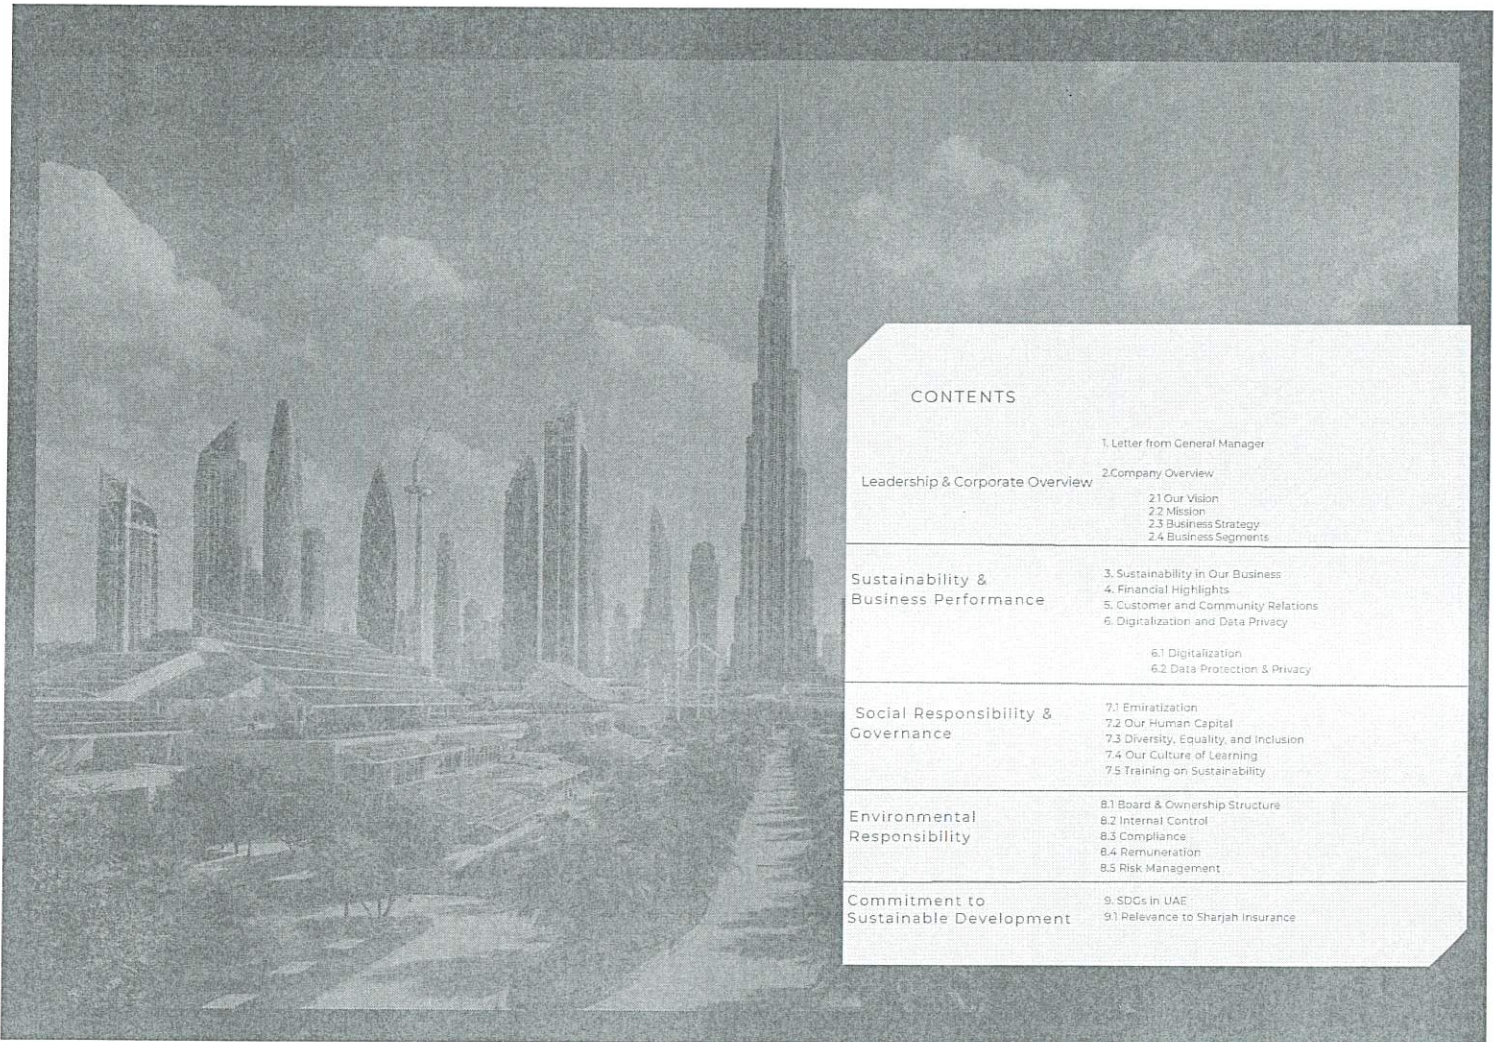 CONTENTS
Leadership & Corporate Overview
1. Letter from General Manager
2.Company Overview
2.1 Our Vision
2.2 Mission
2.3 Business Strategy
2.4 Business Segments
Sustainability &
Business Performance
3. Sustainability in Our Business
4. Financial Highlights
5. Customer and Community Relations
6. Digitalization and Data Privacy
6.1 Digitalization
6.2 Data Protection & Privacy
Social Responsibility &
Governance
7.1 Emiratization
7.2 Our Human Capital
7.3 Diversity, Equality, and Inclusion
7.4 Our Culture of Learning
7.5 Training on Sustainability
Environmental
Responsibility
8.1 Board & Ownership Structure
8.2 Internal Control
8.3 Compliance
8.4 Remuneration
8.5 Risk Management
Commitment to
Sustainable Development
9. SDGs in UAE
9.1 Relevance to Sharjah Insurance